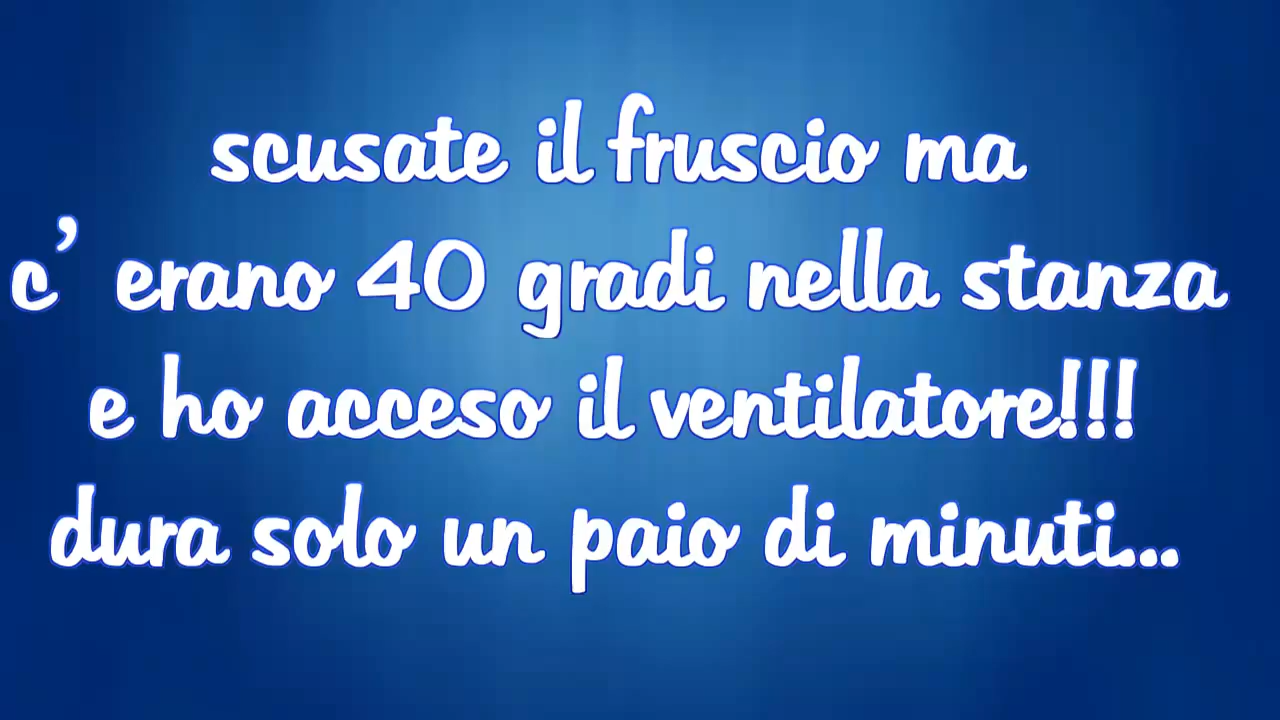 scusate il fruscio ma
c' erano 40 gradi nella stanza
e ho acceso il ventilatore!!!
dura solo un paio di minuti...